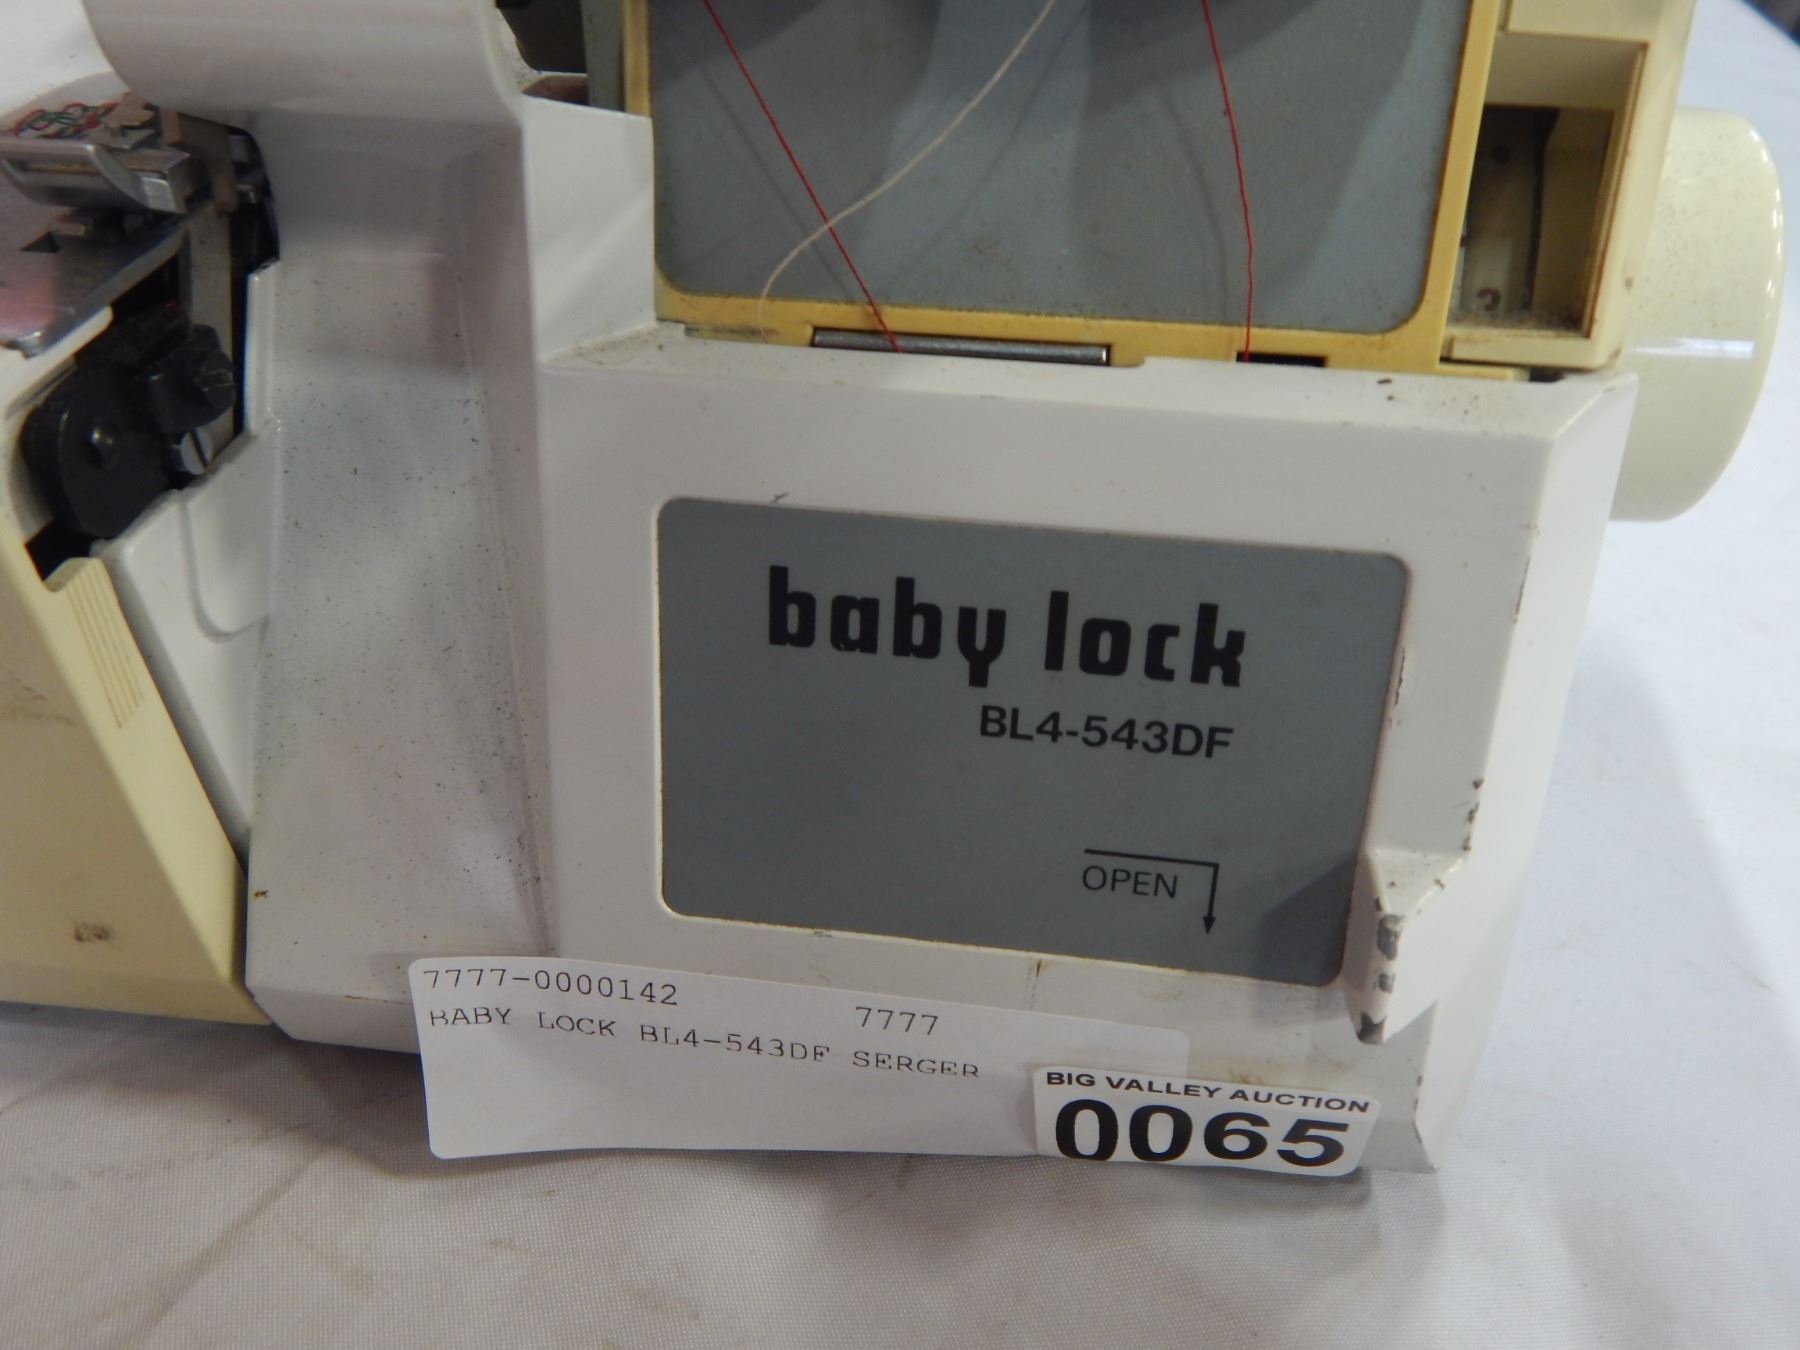 baby lock
BL4-543DF
OPEN
7777-0000142
7777
BABY LOCK BL4-543DF SERGER
BIG VALLEY AUCTION
0065